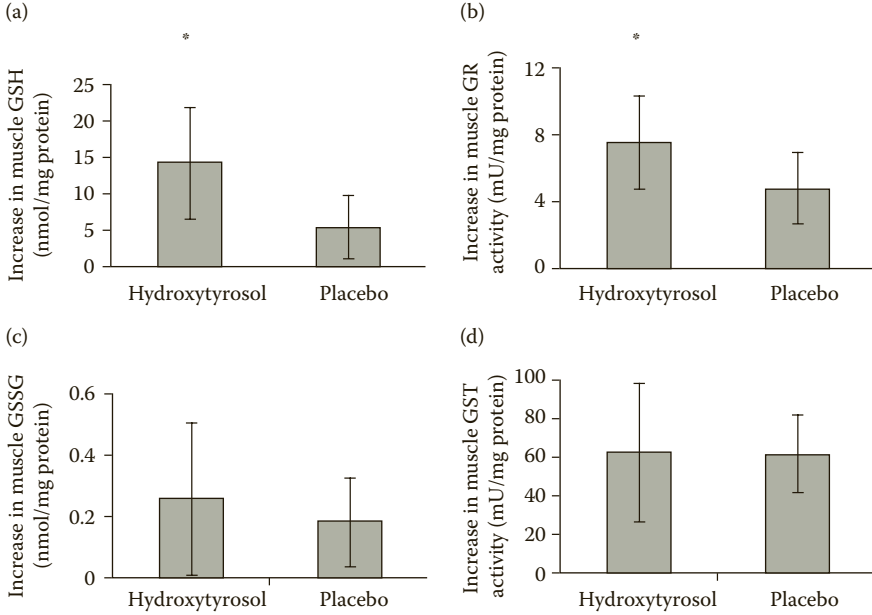 (a)
*
Increase in muscle GSH
(nmol/mg protein)
25
20
15
10
5
0
Hydroxytyrosol Placebo
(b)
*
Increase in muscle GR
activity (mU/mg protein)
12
8
4
0
Hydroxytyrosol Placebo
(c)
Increase in muscle GSSG
(nmol/mg protein)
0.6
0.4
0.2
0
Hydroxytyrosol Placebo
(d)
Increase in muscle GST
activity (mU/mg protein)
100
80
60
40
20
0
Hydroxytyrosol Placebo